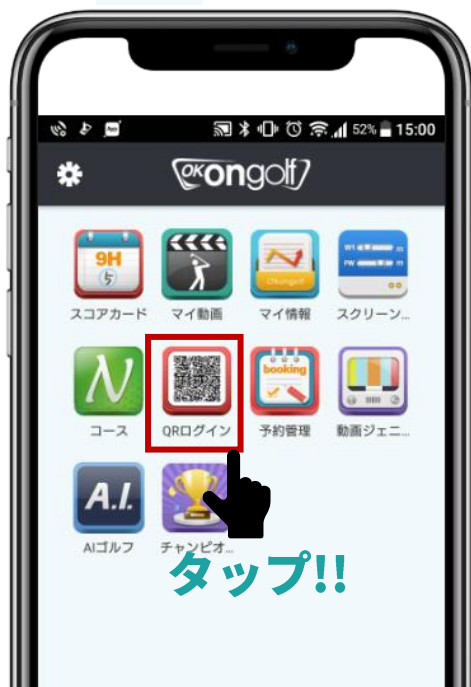 52% 15:00
OK ongolf
9H
スコアカード マイ動画 マイ情報 スクリーン...
N booking
コース QRログイン 予約管理 動画ジェニ...
A.I.
AIゴルフ チャンピオ...
タップ!!